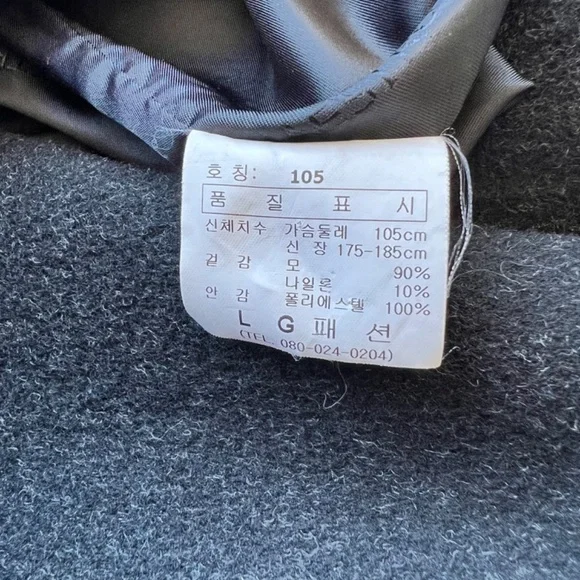 호 칭: 105
품 질 표 시
신체치수 가슴둘레 105cm
신 장 175-185cm
겉 감 모 90%
나일론 10%
안 감 폴리에스텔 100%
L G 패 션
(TEL. 080-024-0204)